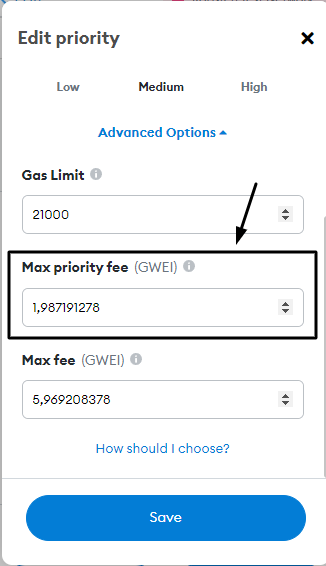 Edit priority
Low Medium High
Advanced Options
Gas Limit
21000
Max priority fee (GWEI)
1,987191278
Max fee (GWEI)
5,969208378
How should I choose?
Save